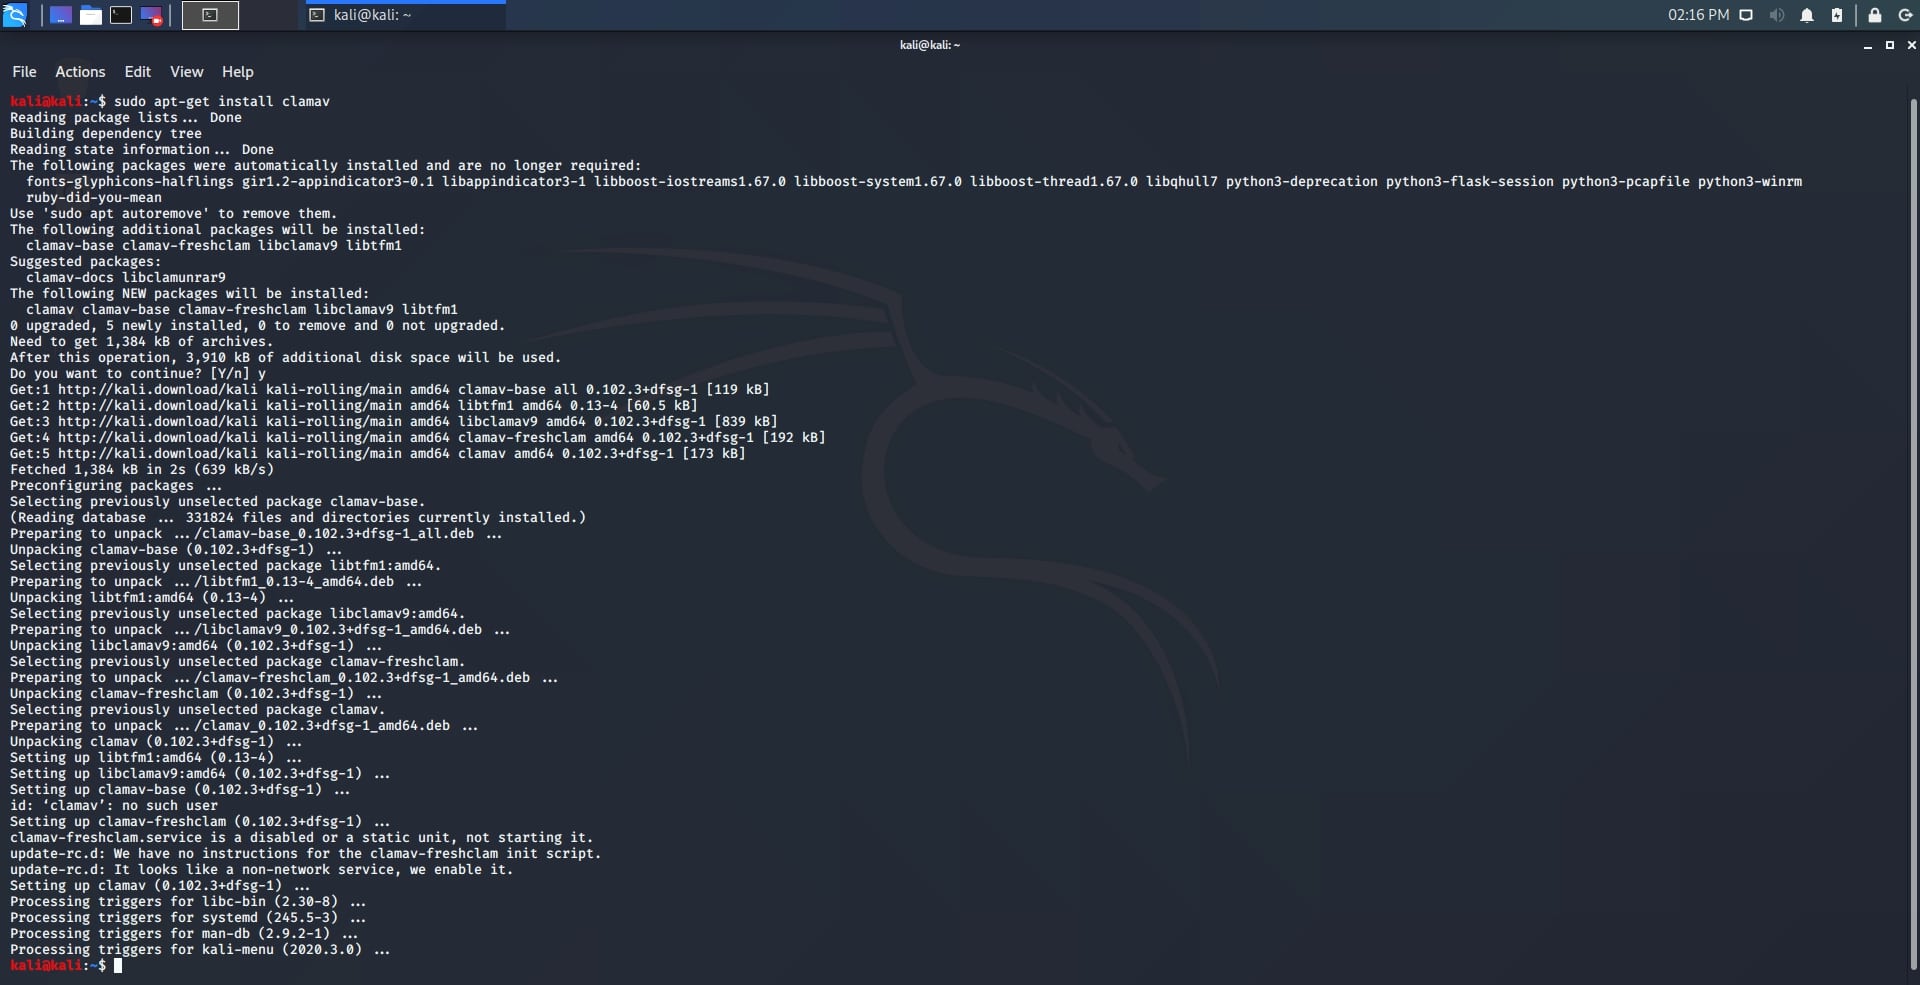 kali@kali: ~
02:16 PM
kali@kali: ~
File Actions Edit View Help
kali@kali:~$ sudo apt-get install clamav
Reading package lists... Done
Building dependency tree
Reading state information... Done
The following packages were automatically installed and are no longer required:
fonts-glyphicons-halflings gir1.2-appindicator3-0.1 libappindicator3-1 libboost-iostreams1.67.0 libboost-system1.67.0 libboost-thread1.67.0 libqhull7 python3-deprecation python3-flask-session python3-pcapfile python3-winrm
ruby-did-you-mean
Use 'sudo apt autoremove' to remove them.
The following additional packages will be installed:
clamav-base clamav-freshclam libclamav9 libtfm1
Suggested packages:
clamav-docs libclamunrar9
The following NEW packages will be installed:
clamav clamav-base clamav-freshclam libclamav9 libtfm1
0 upgraded, 5 newly installed, 0 to remove and 0 not upgraded.
Need to get 1,384 kB of archives.
After this operation, 3,910 kB of additional disk space will be used.
Do you want to continue? [Y/n] y
Get:1 http://kali.download/kali kali-rolling/main amd64 clamav-base all 0.102.3+dfsg-1 [119 kB]
Get:2 http://kali.download/kali kali-rolling/main amd64 libtfm1 amd64 0.13-4 [60.5 kB]
Get:3 http://kali.download/kali kali-rolling/main amd64 libclamav9 amd64 0.102.3+dfsg-1 [839 kB]
Get:4 http://kali.download/kali kali-rolling/main amd64 clamav-freshclam amd64 0.102.3+dfsg-1 [192 kB]
Get:5 http://kali.download/kali kali-rolling/main amd64 clamav amd64 0.102.3+dfsg-1 [173 kB]
Fetched 1,384 kB in 2s (639 kB/s)
Preconfiguring packages ...
Selecting previously unselected package clamav-base.
(Reading database ... 331824 files and directories currently installed.)
Preparing to unpack .../clamav-base_0.102.3+dfsg-1_all.deb ...
Unpacking clamav-base (0.102.3+dfsg-1) ...
Selecting previously unselected package libtfm1:amd64.
Preparing to unpack .../libtfm1_0.13-4_amd64.deb ...
Unpacking libtfm1:amd64 (0.13-4) ...
Selecting previously unselected package libclamav9:amd64.
Preparing to unpack .../libclamav9_0.102.3+dfsg-1_amd64.deb ...
Unpacking libclamav9:amd64 (0.102.3+dfsg-1) ...
Selecting previously unselected package clamav-freshclam.
Preparing to unpack .../clamav-freshclam_0.102.3+dfsg-1_amd64.deb ...
Unpacking clamav-freshclam (0.102.3+dfsg-1) ...
Selecting previously unselected package clamav.
Preparing to unpack .../clamav_0.102.3+dfsg-1_amd64.deb ...
Unpacking clamav (0.102.3+dfsg-1) ...
Setting up libtfm1:amd64 (0.13-4) ...
Setting up libclamav9:amd64 (0.102.3+dfsg-1) ...
Setting up clamav-base (0.102.3+dfsg-1) ...
id: ‘clamav’: no such user
Setting up clamav-freshclam (0.102.3+dfsg-1) ...
clamav-freshclam.service is a disabled or a static unit, not starting it.
update-rc.d: We have no instructions for the clamav-freshclam init script.
update-rc.d: It looks like a non-network service, we enable it.
Setting up clamav (0.102.3+dfsg-1) ...
Processing triggers for libc-bin (2.30-8) ...
Processing triggers for systemd (245.5-3) ...
Processing triggers for man-db (2.9.2-1) ...
Processing triggers for kali-menu (2020.3.0) ...
kali@kali:~$